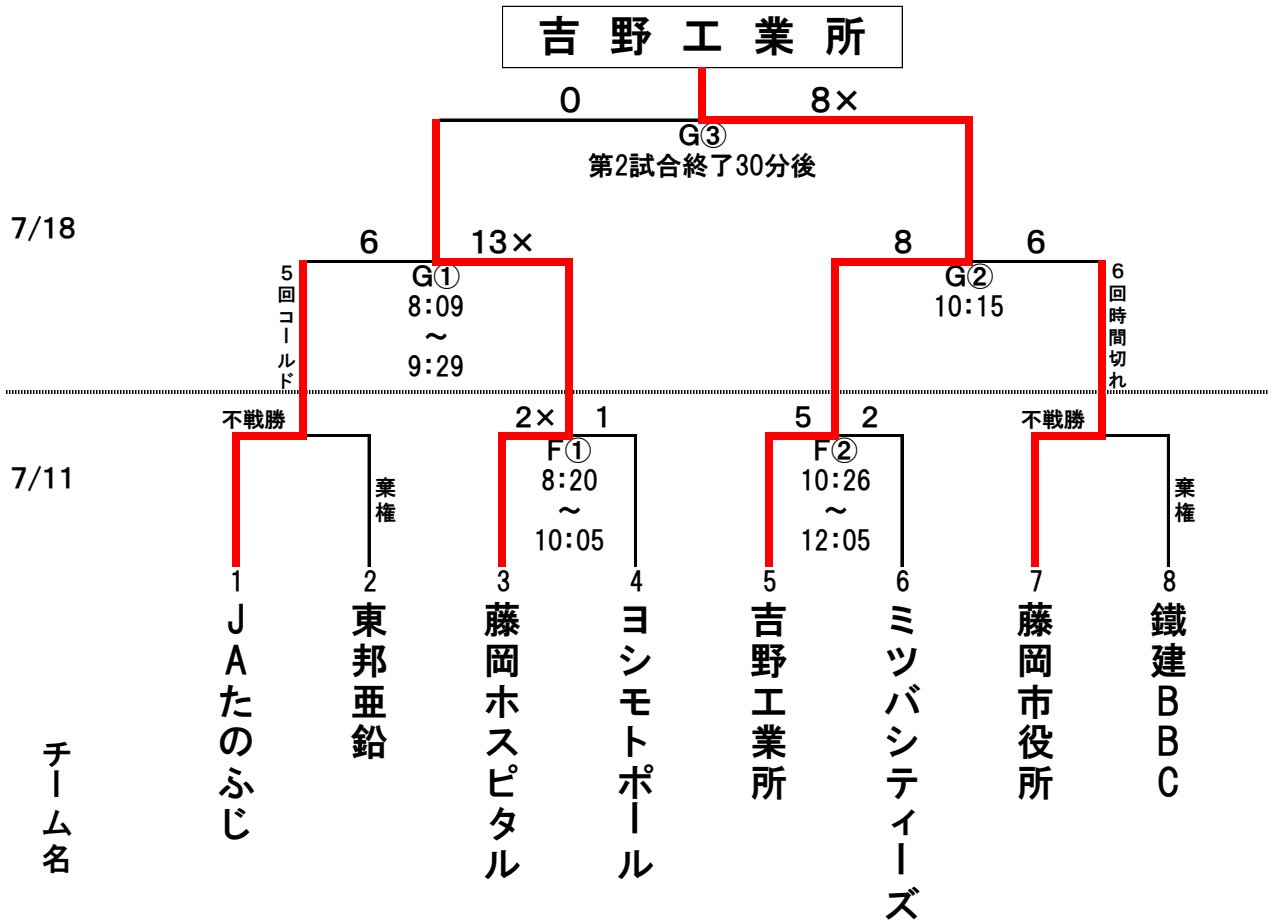 吉野工業所
0 8×
G③
第2試合終了30分後
7/18
6 13×
8 6
5回コールド
G①
8:09
～
9:29
G②
10:15
6回時間切れ
不戦勝
2× 1
5 2
不戦勝
7/11
棄権
F①
8:20
～
10:05
F②
10:26
～
12:05
棄権
1 2 3 4 5 6 7 8
チーム名
JAたのふじ
東邦亜鉛
藤岡ホスピタル
ヨシモトポール
吉野工業所
ミツバシティーズ
藤岡市役所
鐵建BBC